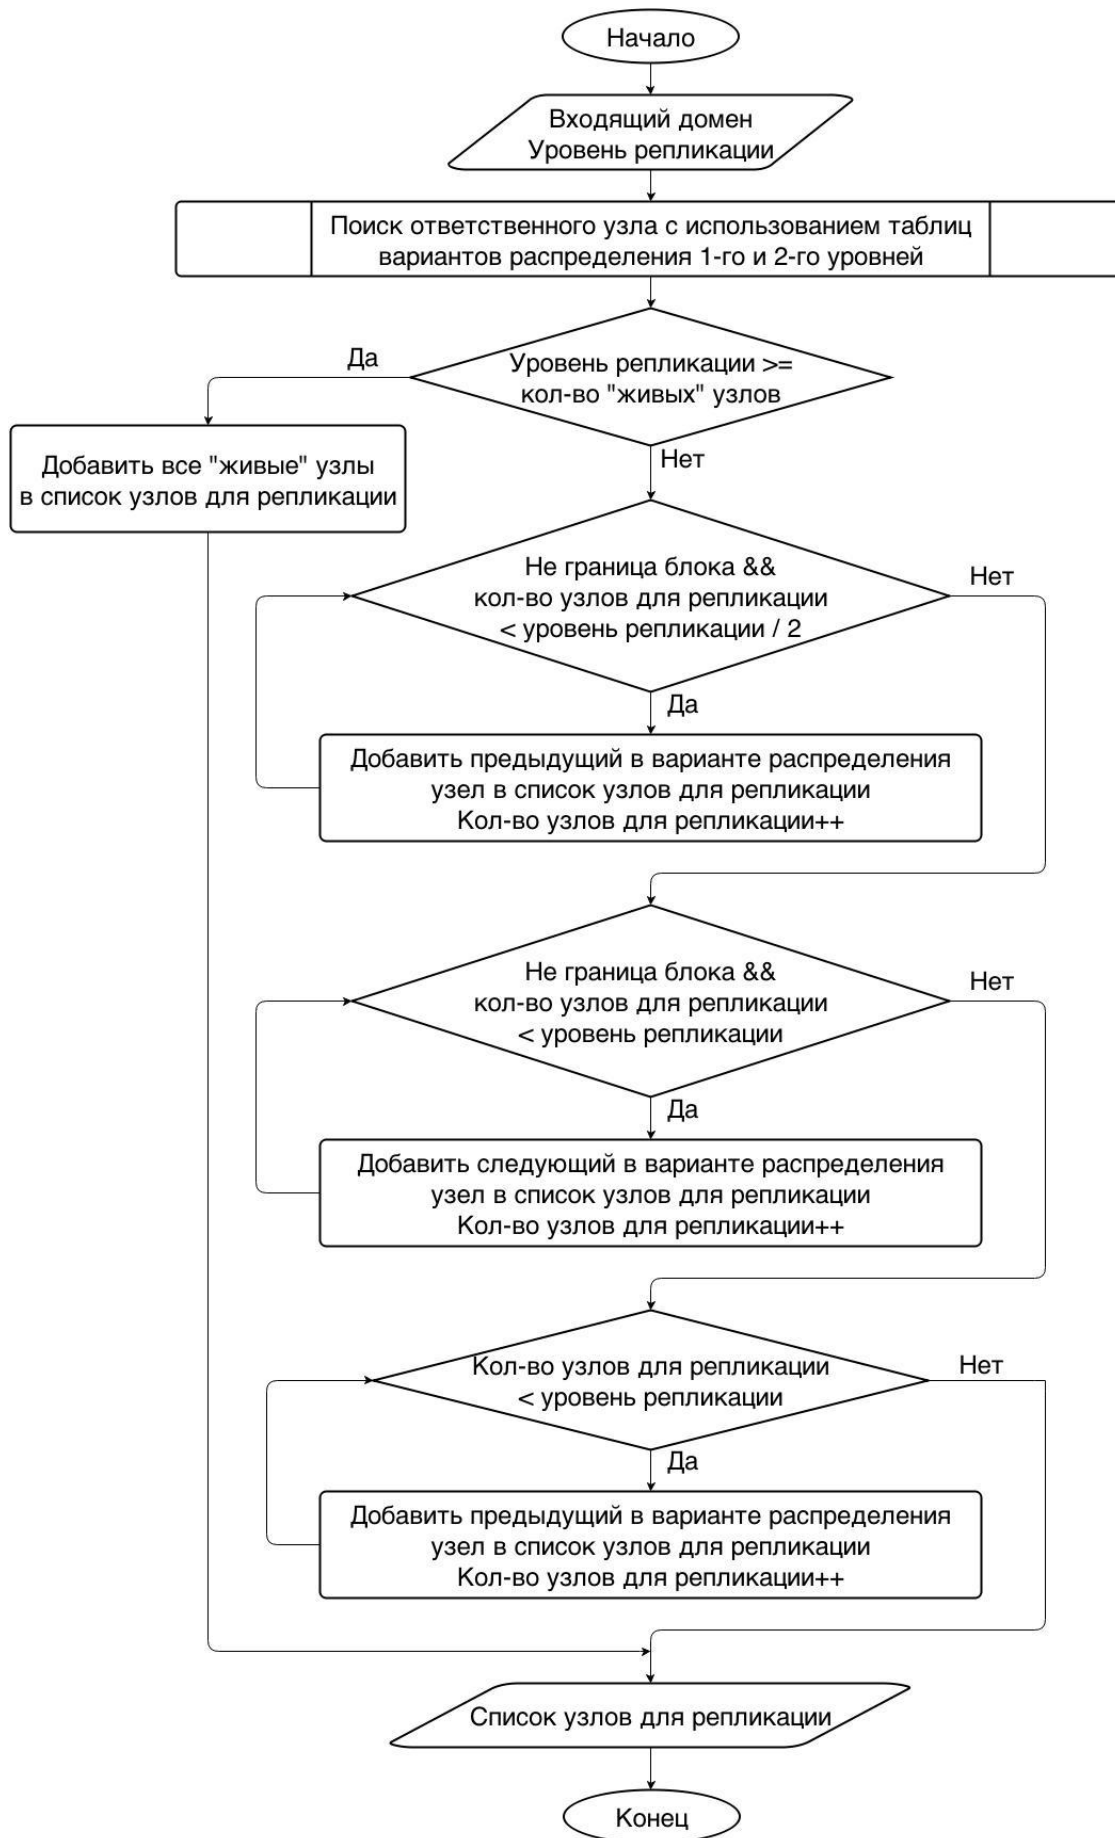 Начало
Входящий домен
Уровень репликации
Поиск ответственного узла с использованием таблиц
вариантов распределения 1-го и 2-го уровней
Да
Уровень репликации >=
кол-во "живых" узлов
Нет
Добавить все "живые" узлы
в список узлов для репликации
Не граница блока &&
кол-во узлов для репликации
< уровень репликации / 2
Нет
Да
Добавить предыдущий в варианте распределения
узел в список узлов для репликации
Кол-во узлов для репликации++
Не граница блока &&
кол-во узлов для репликации
< уровень репликации
Нет
Да
Добавить следующий в варианте распределения
узел в список узлов для репликации
Кол-во узлов для репликации++
Кол-во узлов для репликации
< уровень репликации
Нет
Да
Добавить предыдущий в варианте распределения
узел в список узлов для репликации
Кол-во узлов для репликации++
Список узлов для репликации
Конец